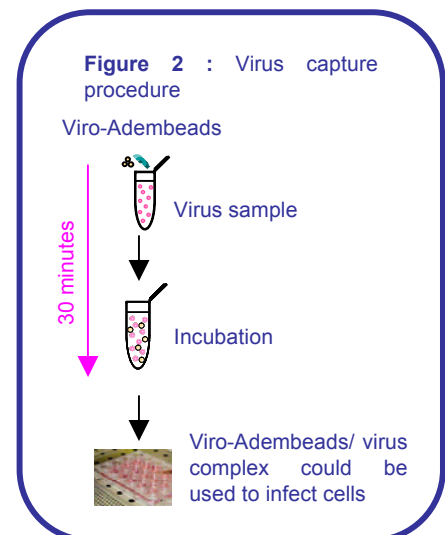 Figure 2 : Virus capture
procedure
Viro-Adembeads
Virus sample
30 minutes
Incubation
Viro-Adembeads/ virus
complex could be
used to infect cells